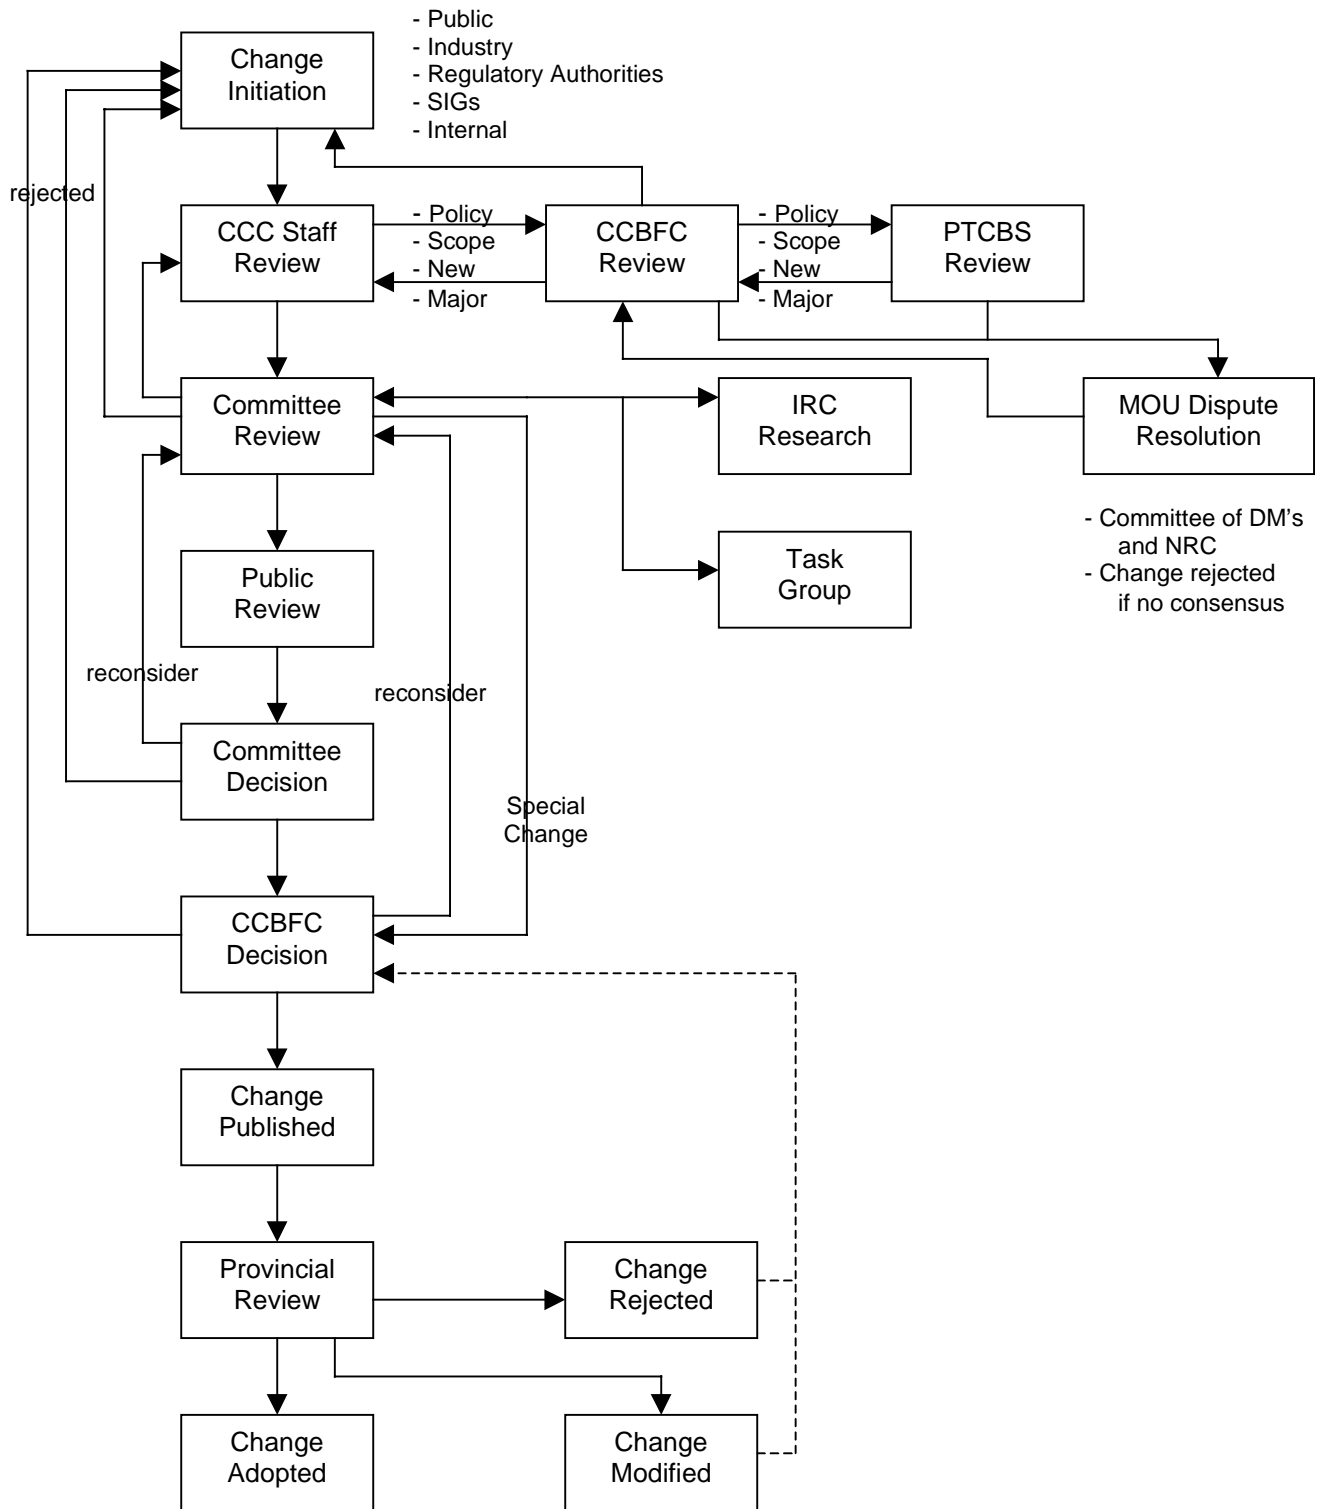 - Public
- Industry
- Regulatory Authorities
- SIGs
- Internal
Change
Initiation
rejected
CCC Staff
Review
- Policy
- Scope
- New
- Major
CCBFC
Review
- Policy
- Scope
- New
- Major
PTCBS
Review
Committee
Review
IRC
Research
MOU Dispute
Resolution
- Committee of DM's
and NRC
- Change rejected
if no consensus
Task
Group
Public
Review
reconsider
reconsider
Committee
Decision
Special
Change
CCBFC
Decision
Change
Published
Provincial
Review
Change
Rejected
Change
Adopted
Change
Modified